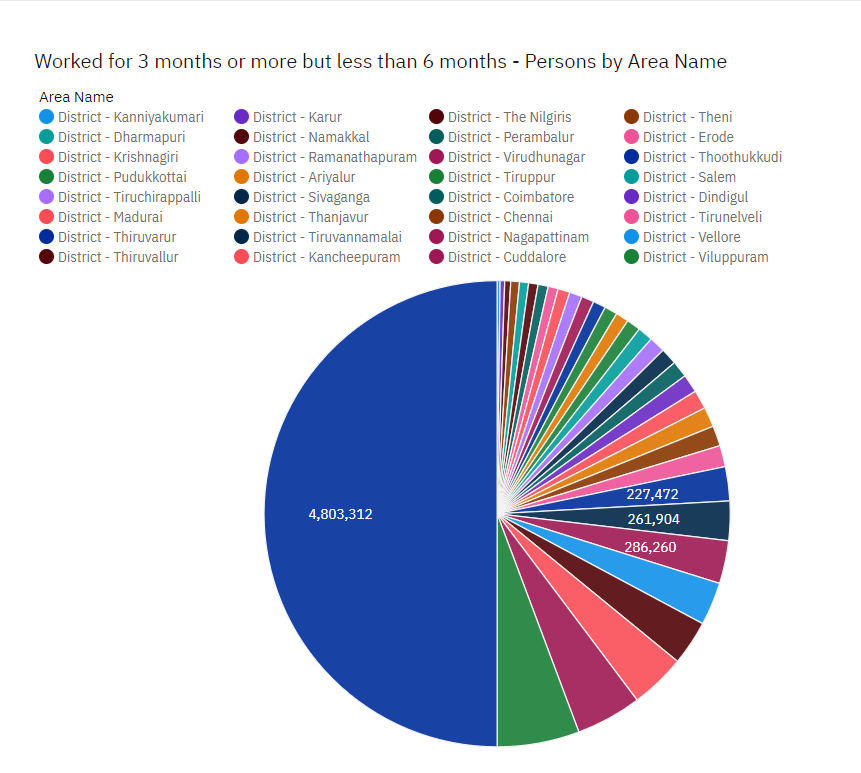 Worked for 3 months or more but less than 6 months - Persons by Area Name
Area Name
District - Kanniyakumari District - Karur District - The Nilgiris District - Theni
District - Dharmapuri District - Namakkal District - Perambalur District - Erode
District - Krishnagiri District - Ramanathapuram District - Virudhunagar District - Thoothukkudi
District - Pudukkottai District - Ariyalur District - Tiruppur District - Salem
District - Tiruchirappalli District - Sivaganga District - Coimbatore District - Dindigul
District - Madurai District - Thanjavur District - Chennai District - Tirunelveli
District - Thiruvarur District - Tiruvannamalai District - Nagapattinam District - Vellore
District - Thiruvallur District - Kancheepuram District - Cuddalore District - Viluppuram
227,472
4,803,312
261,904
286,260